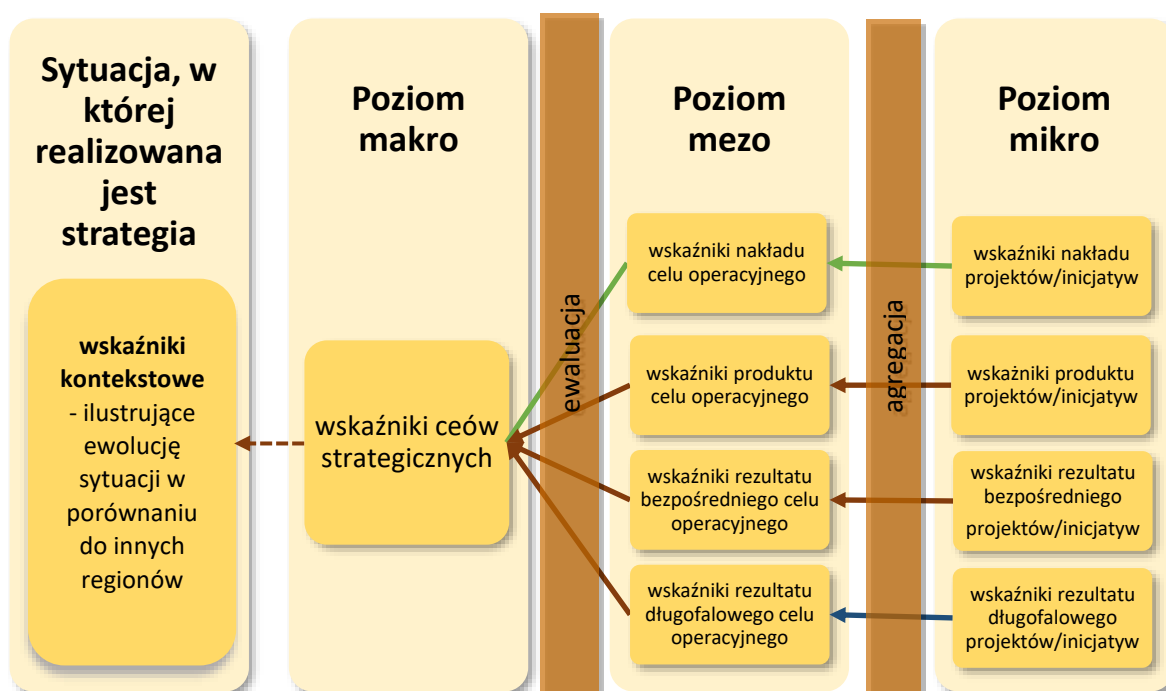 Sytuacja, w
której
realizowana
jest
strategia
wskaźniki
kontekstowe
- ilustrujące
ewolucję
sytuacji w
porównaniu
do innych
regionów
Poziom
makro
wskaźniki ceów
strategicznych
ewaluacja
Poziom
mezo
wskaźniki nakładu
celu operacyjnego
wskaźniki produktu
celu operacyjnego
wskaźniki rezultatu
bezpośredniego celu
operacyjnego
wskaźniki rezultatu
długofalowego celu
operacyjnego
agregacja
Poziom
mikro
wskaźniki nakładu
projektów/inicjatyw
wskażniki produktu
projektów/inicjatyw
wskaźniki rezultatu
bezpośredniego
projektów/inicjatyw
wskaźniki rezultatu
długofalowego
projektów/inicjatyw